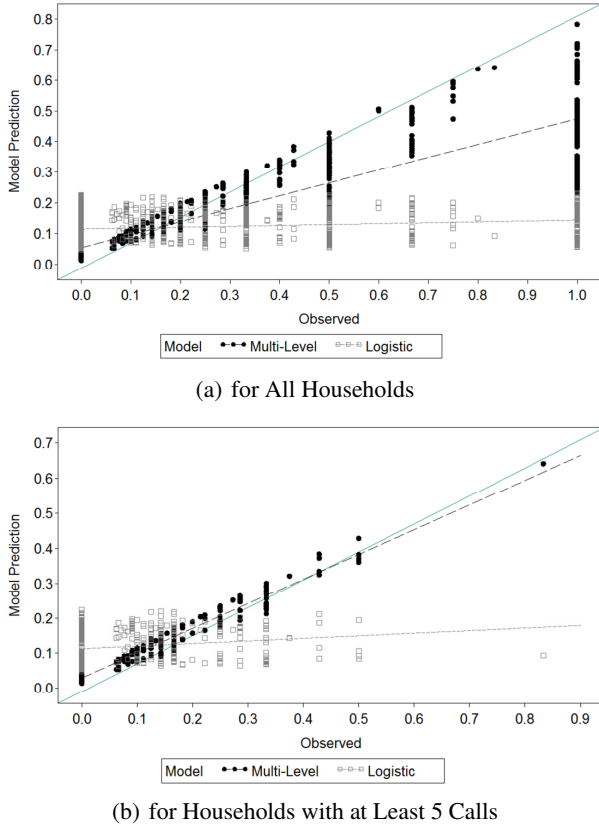 0.8
0.7
0.6
0.5
0.4
0.3
0.2
0.1
0.0
Model Prediction
0.0 0.1 0.2 0.3 0.4 0.5 0.6 0.7 0.8 0.9 1.0
Observed
Model Multi-Level Logistic
(a) for All Households
0.7
0.6
0.5
0.4
0.3
0.2
0.1
0.0
Model Prediction
0.0 0.1 0.2 0.3 0.4 0.5 0.6 0.7 0.8 0.9
Observed
Model Multi-Level Logistic
(b) for Households with at Least 5 Calls